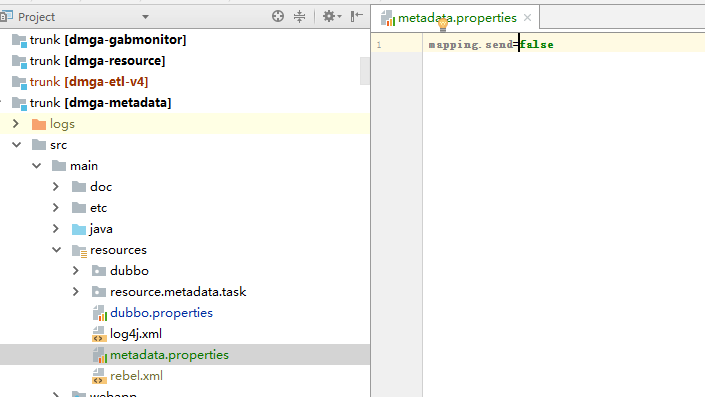 Project
trunk [dmga-gabmonitor]
trunk [dmga-resource]
trunk [dmga-etl-v4]
trunk [dmga-metadata]
logs
src
main
doc
etc
java
resources
dubbo
resource.metadata.task
dubbo.properties
log4j.xml
metadata.properties
rebel.xml
webapp
metadata.properties
1 mapping.send=false